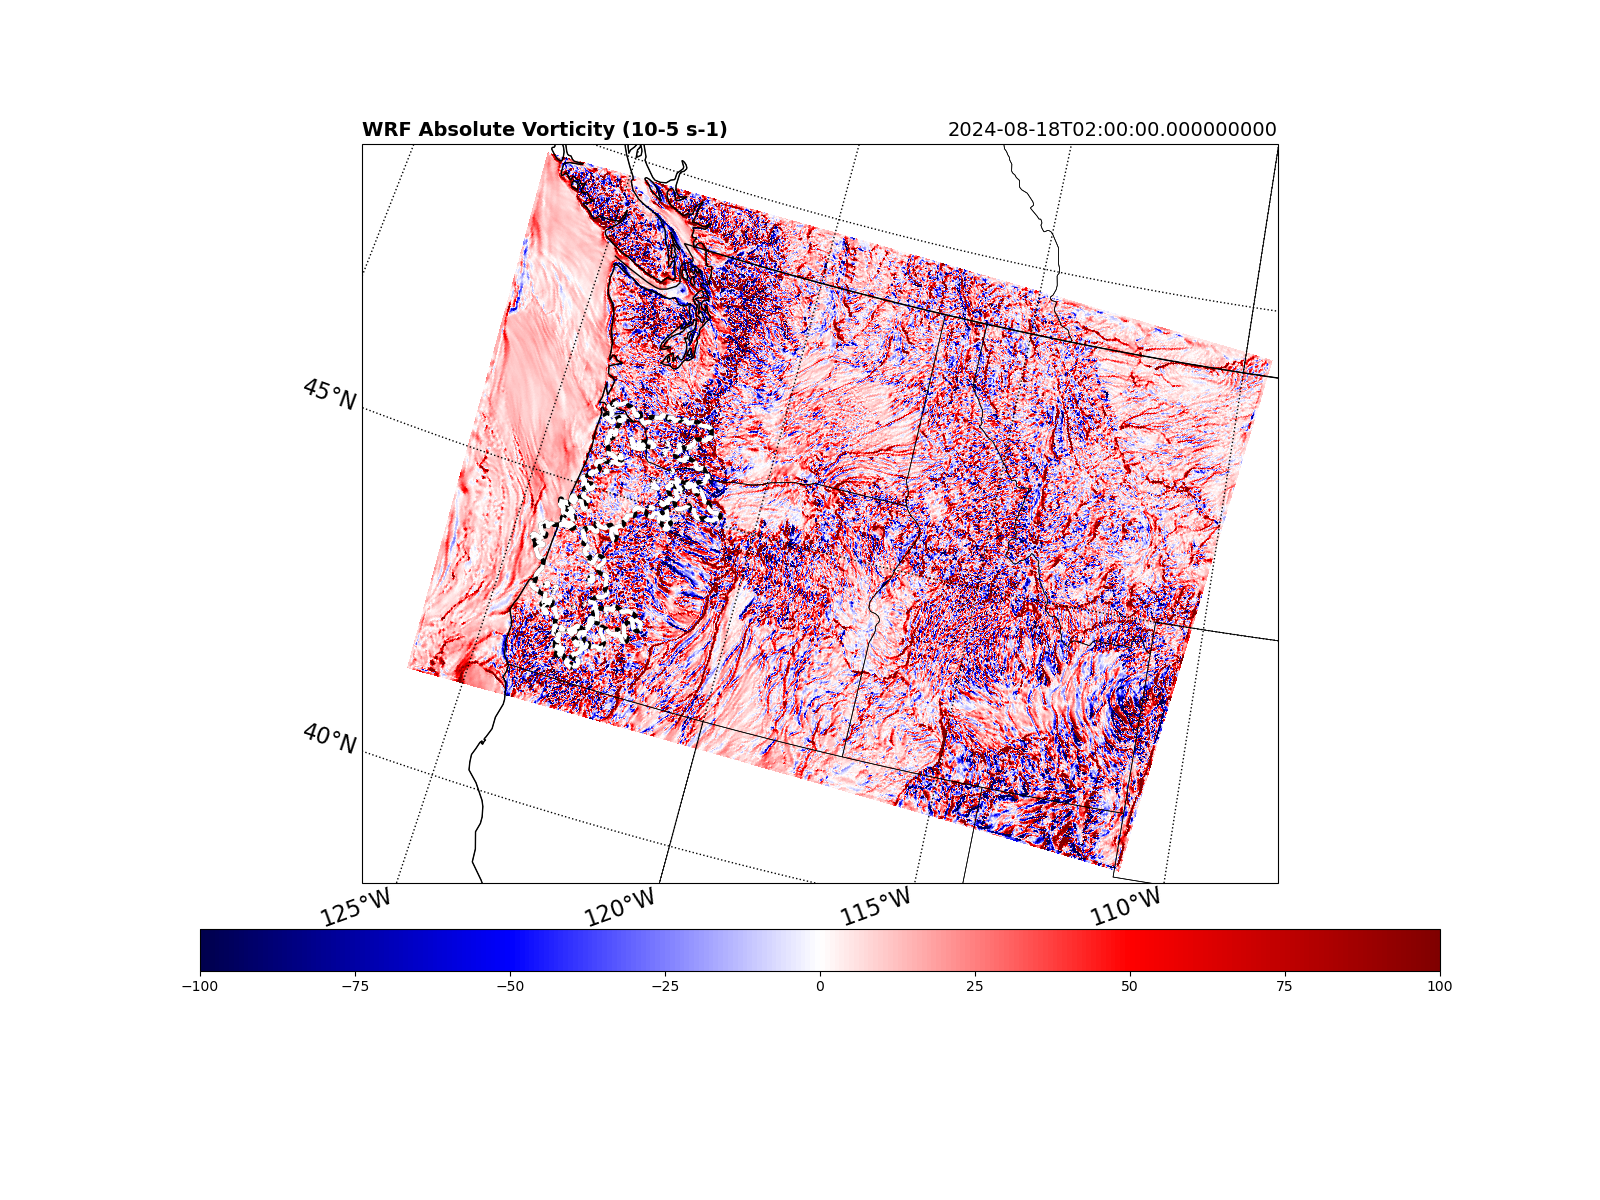 WRF Absolute Vorticity (10-5 s-1)
2024-08-18T02:00:00.000000000
45°N
40°N
125°W
120°W
115°W
110°W
−100
−75
−50
−25
0
25
50
75
100